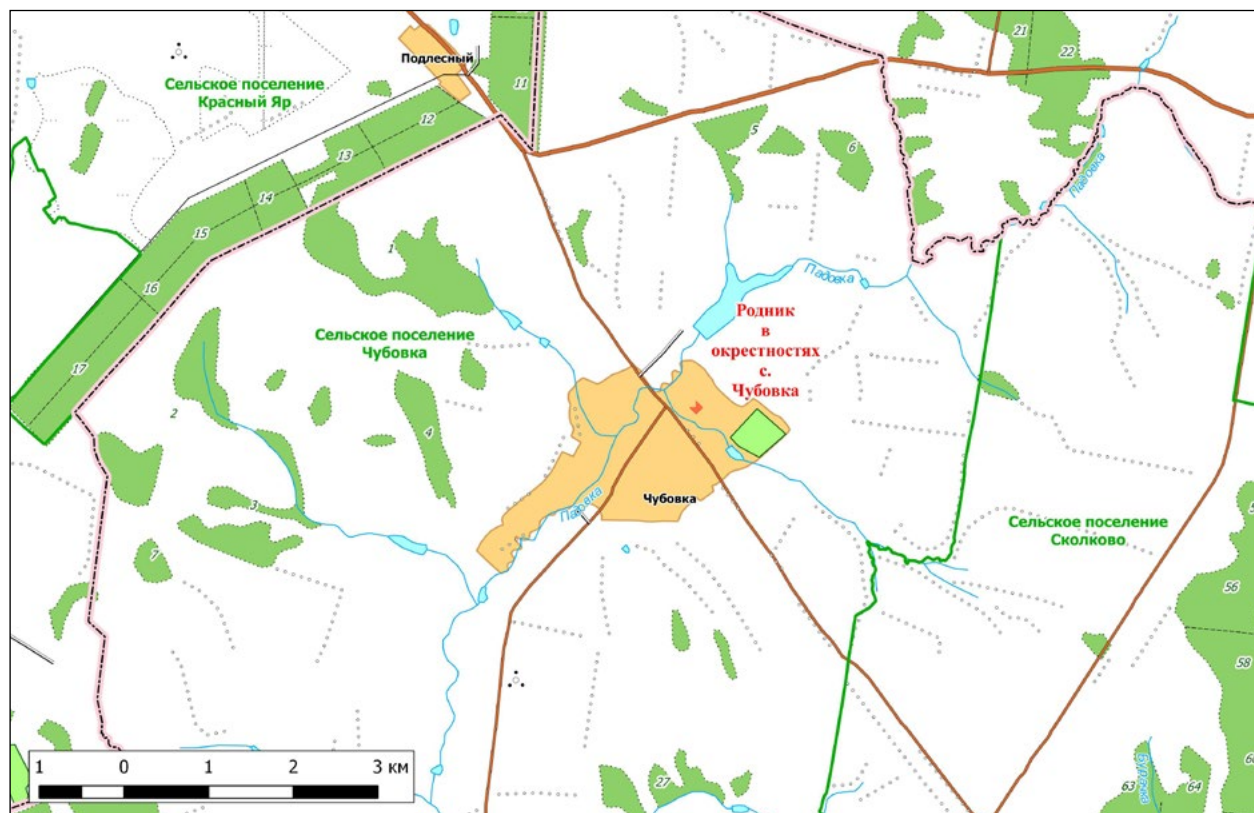 Подлесный
Сельское поселение
Красный Яр
11
12
13
14
15
16
17
21
22
5
6
Падовка
1
Падовка
Сельское поселение
Чубовка
Родник
в
окрестностях
с.
Чубовка
2
4
3
7
Падовка
Чубовка
Сельское поселение
Сколково
56
58
1 0 1 2 3 км
27
63
64